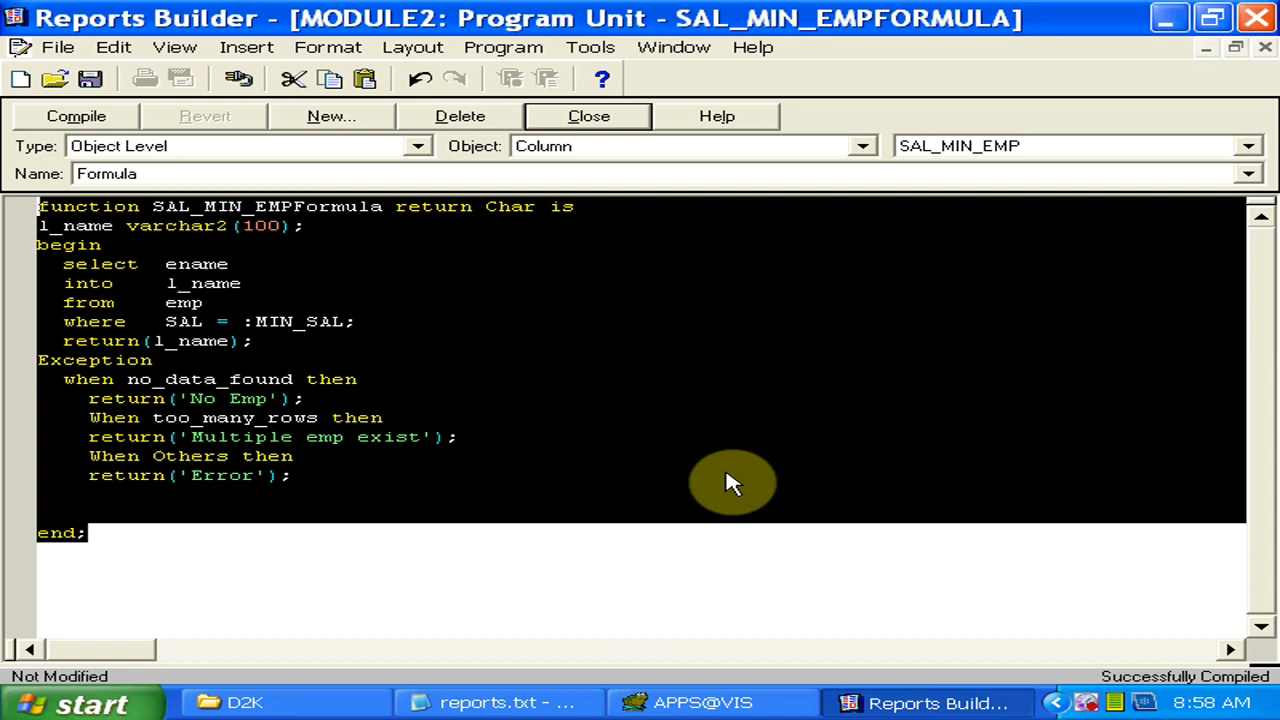 Reports Builder - [MODULE2: Program Unit - SAL_MIN_EMPFORMULA]
File Edit View Insert Format Layout Program Tools Window Help
Compile Revert New... Delete Close Help
Type: Object Level Object: Column SAL_MIN_EMP
Name: Formula
function SAL_MIN_EMPFormula return Char is
l_name varchar2(100);
begin
select ename
into l_name
from emp
where SAL = :MIN_SAL;
return(l_name);
Exception
when no_data_found then
return('No Emp');
When too_many_rows then
return('Multiple emp exist');
When Others then
return('Error');
end;
Not Modified Successfully Compiled
start D2K reports.txt - ... APPS@VIS Reports Build... 8:58 AM